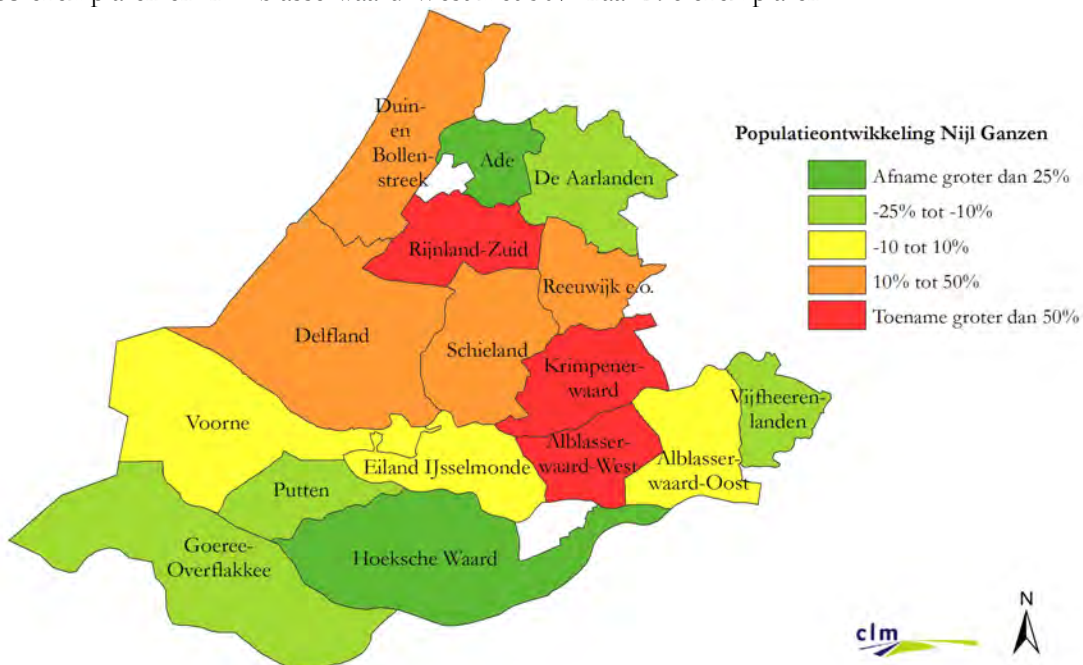 Duin-
en
Bollen-
streek
Ade
De Aarlanden
Rijnland-Zuid
Reeuwijk e.o.
Delfland
Schieland
Krimpener-
waard
Vijfheeren-
landen
Voorne
Alblasser-
waard-West
Alblasser-
waard-Oost
Eiland IJsselmonde
Putten
Goeree-
Overflakkee
Hoeksche Waard
Populatieontwikkeling Nijl Ganzen
Afname groter dan 25%
-25% tot -10%
-10 tot 10%
10% tot 50%
Toename groter dan 50%
clm
N